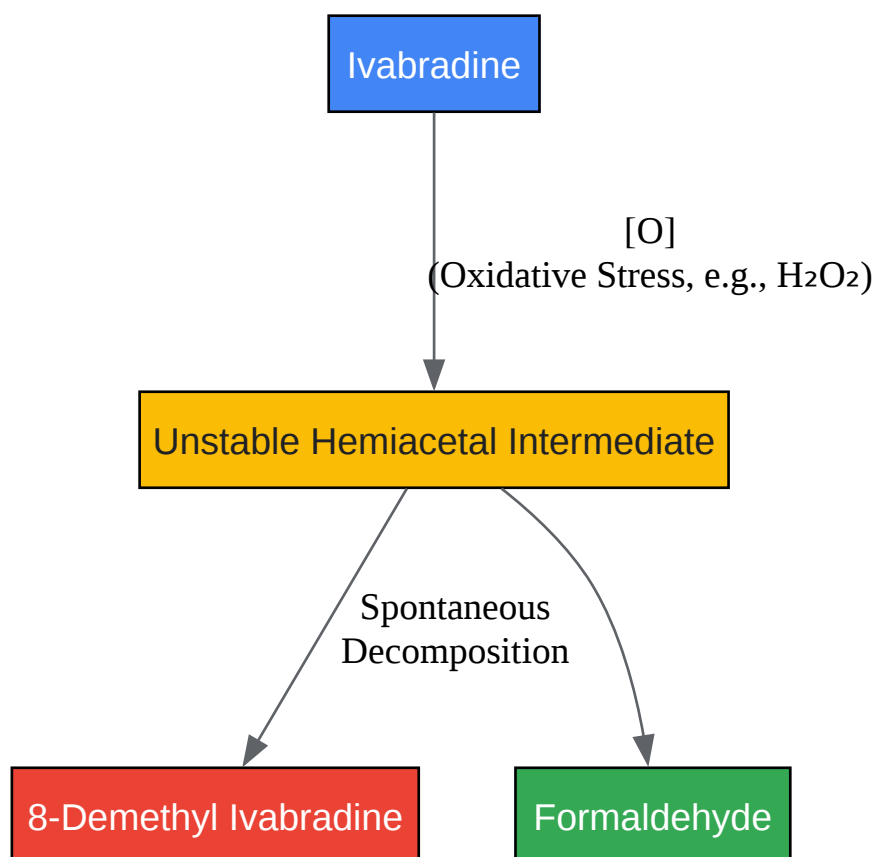 Ivabradine
[O]
(Oxidative Stress, e.g., H₂O₂)
Unstable Hemiacetal Intermediate
Spontaneous
Decomposition
8-Demethyl Ivabradine
Formaldehyde